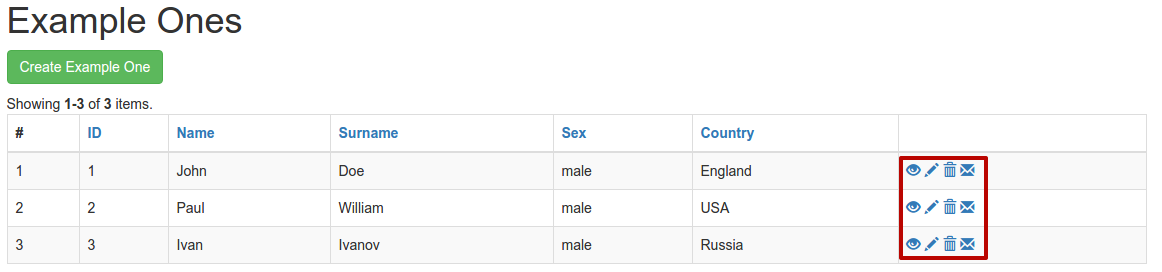 Example Ones
Create Example One
Showing 1-3 of 3 items.
# ID Name Surname Sex Country
1 1 John Doe male England
2 2 Paul William male USA
3 3 Ivan Ivanov male Russia